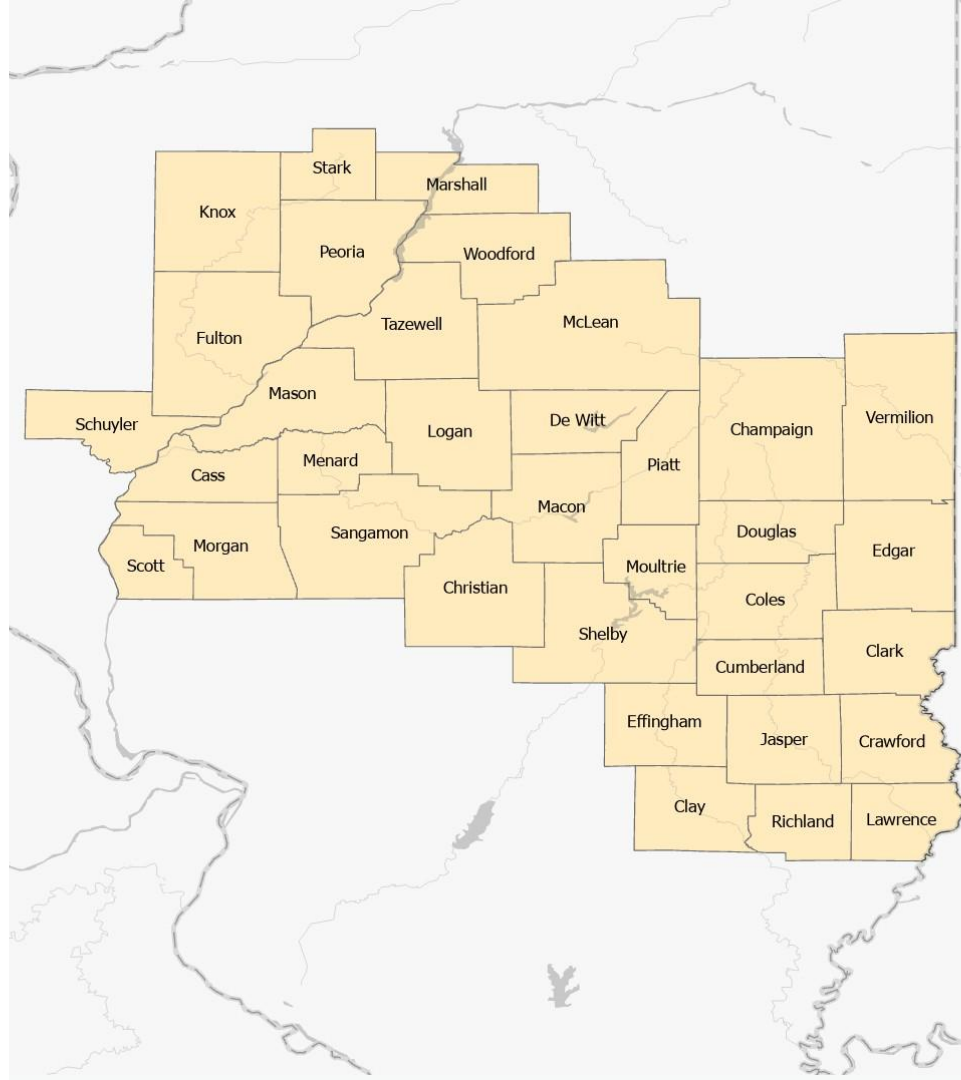 Stark
Marshall
Knox
Peoria
Woodford
McLean
Tazewell
Fulton
Mason
Vermilion
Schuyler
De Witt
Champaign
Logan
Menard
Piatt
Cass
Macon
Sangamon
Douglas
Morgan
Edgar
Scott
Moultrie
Christian
Coles
Shelby
Clark
Cumberland
Effingham
Jasper
Crawford
Clay
Richland
Lawrence